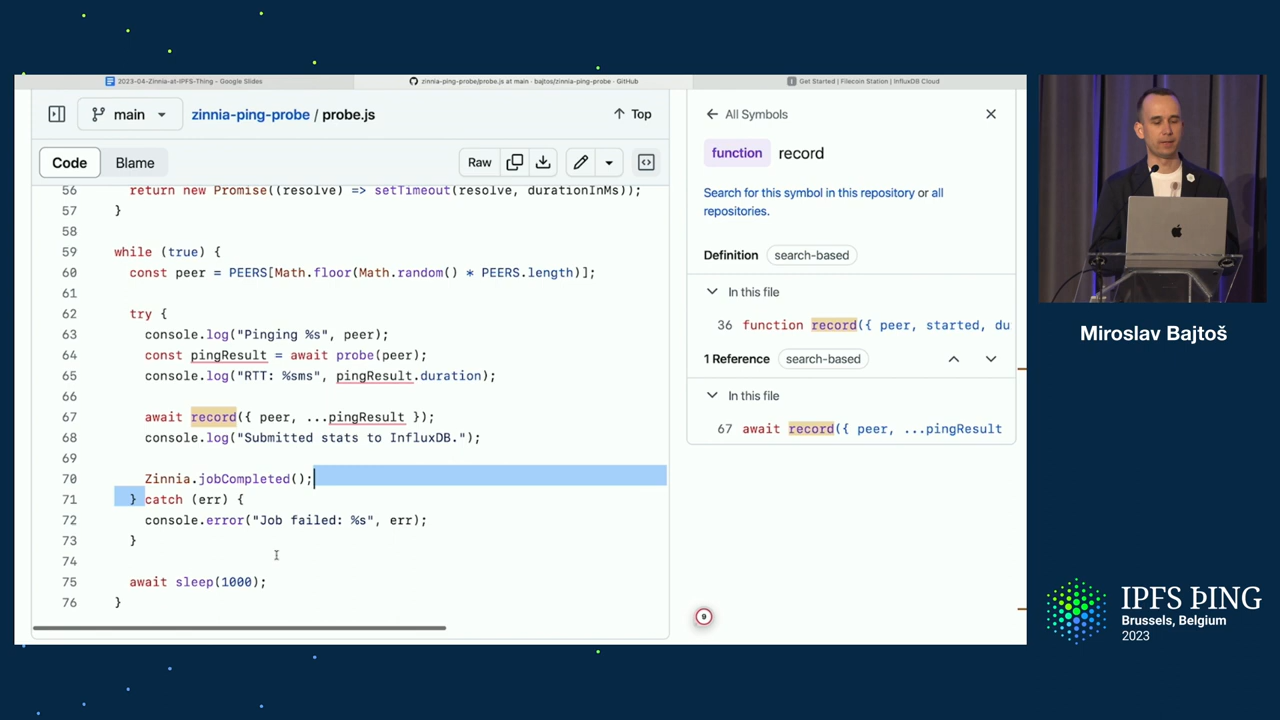 2023-04-Zinnia-at-IPFS-Thing - Google Slides
zinnia-ping-probe/probe.js at main · bajtos/zinnia-ping-probe · GitHub
Get Started | Filecoin Station | InfluxDB Cloud
main
zinnia-ping-probe / probe.js
Top
Code
Blame
Raw
56 return new Promise((resolve) => setTimeout(resolve, durationInMs));
57 }
58
59 while (true) {
60 const peer = PEERS[Math.floor(Math.random() * PEERS.length)];
61
62 try {
63 console.log("Pinging %s", peer);
64 const pingResult = await probe(peer);
65 console.log("RTT: %sms", pingResult.duration);
66
67 await record({ peer, ...pingResult });
68 console.log("Submitted stats to InfluxDB.");
69
70 Zinnia.jobCompleted();
71 } catch (err) {
72 console.error("Job failed: %s", err);
73 }
74
75 await sleep(1000);
76 }
All Symbols
function record
Search for this symbol in this repository or all
repositories.
Definition search-based
In this file
36 function record({ peer, started, du
1 Reference search-based
In this file
67 await record({ peer, ...pingResult
9
Miroslav Bajtoš
IPFS ÞING
Brussels, Belgium
2023